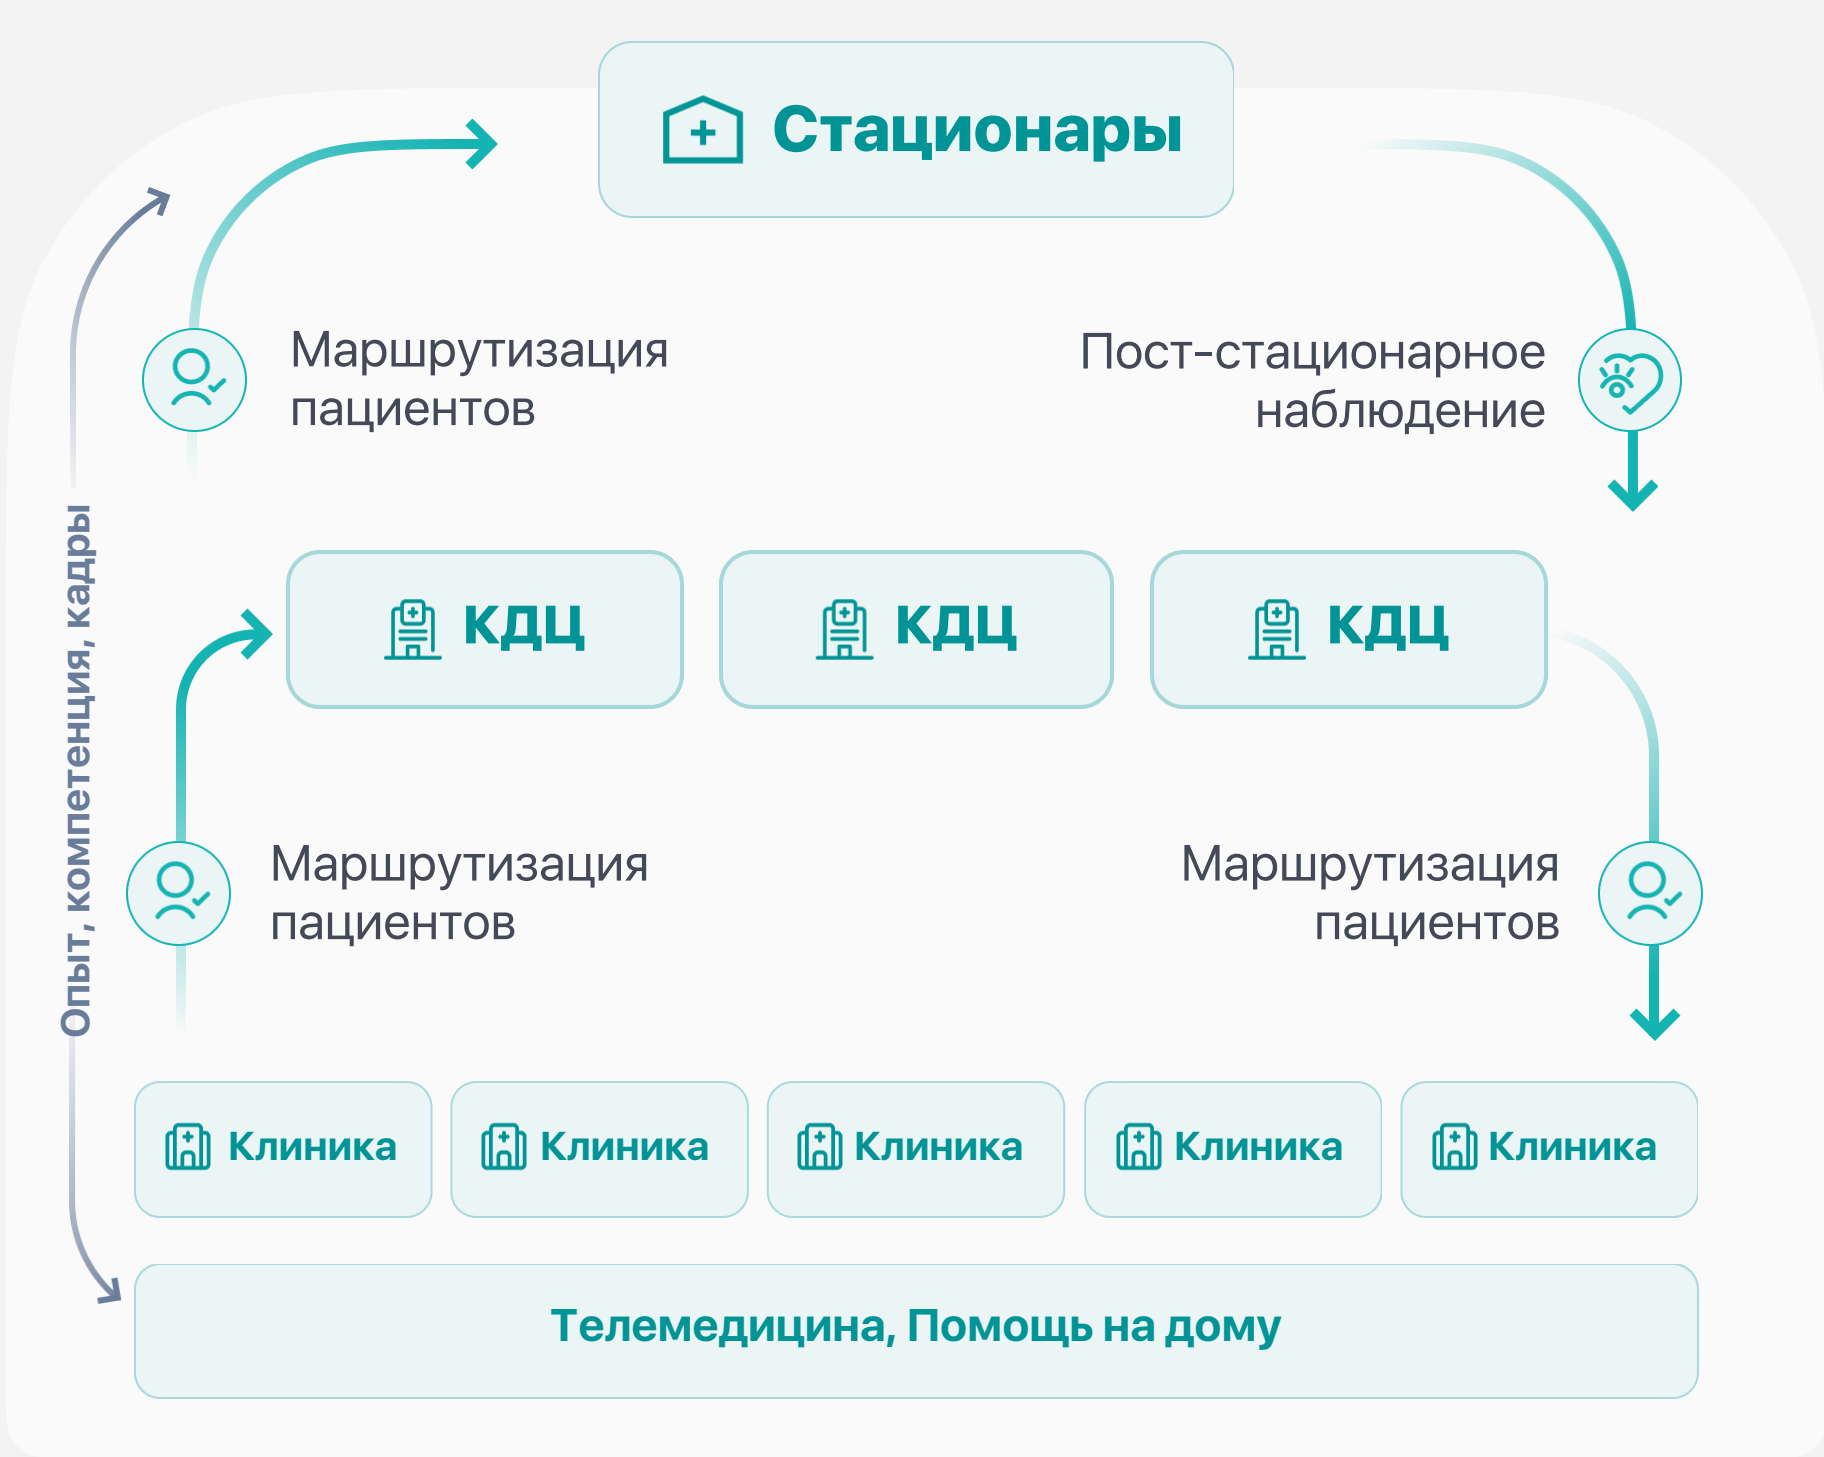 Стационары
Маршрутизация
пациентов
Пост-стационарное
наблюдение
Опыт, компетенция, кадры
КДЦ
КДЦ
КДЦ
Маршрутизация
пациентов
Маршрутизация
пациентов
Клиника
Клиника
Клиника
Клиника
Клиника
Телемедицина, Помощь на дому